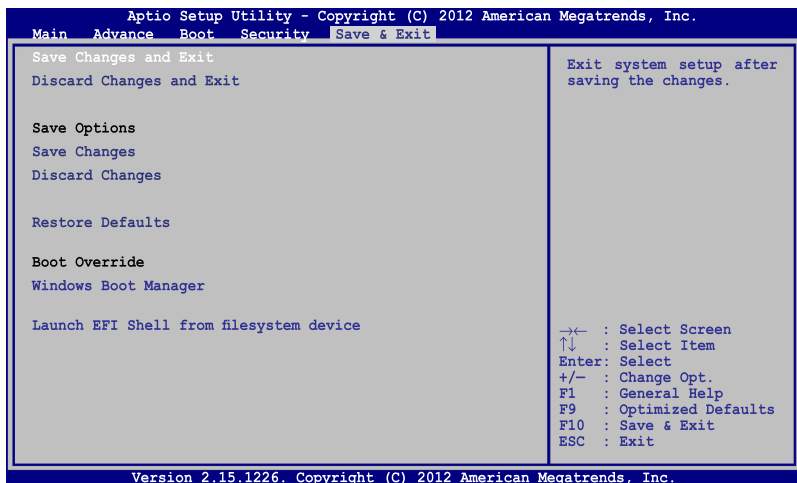 Aptio Setup Utility - Copyright (C) 2012 American Megatrends, Inc.
Main Advance Boot Security Save & Exit
Save Changes and Exit
Discard Changes and Exit
Save Options
Save Changes
Discard Changes
Restore Defaults
Boot Override
Windows Boot Manager
Launch EFI Shell from filesystem device
Exit system setup after
saving the changes.
→← : Select Screen
↑↓ : Select Item
Enter: Select
+/— : Change Opt.
F1 : General Help
F9 : Optimized Defaults
F10 : Save & Exit
ESC : Exit
Version 2.15.1226. Copyright (C) 2012 American Megatrends, Inc.